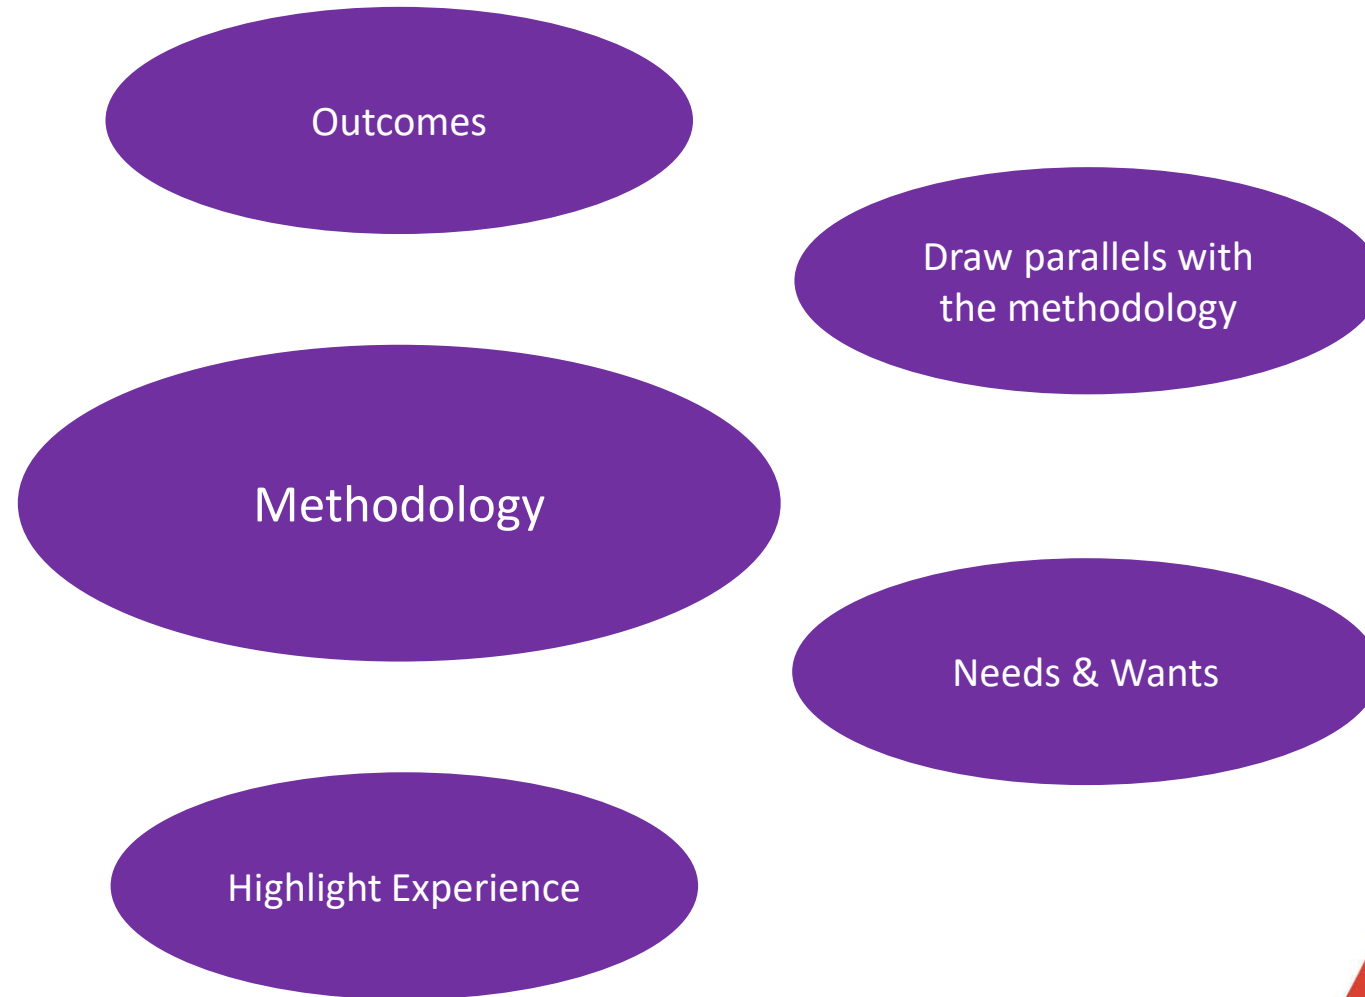 Outcomes
Draw parallels with
the methodology
Methodology
Needs & Wants
Highlight Experience